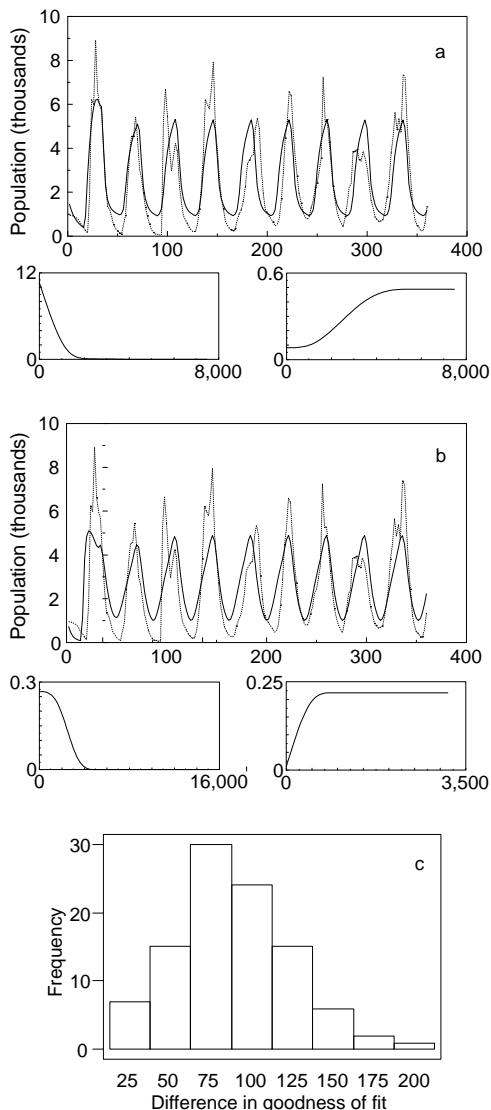 10
8
6
4
2
0
Population (thousands)
a
0 100 200 300 400
12
0
0 8,000
0.6
0
0 8,000
10
8
6
4
2
0
Population (thousands)
b
0 100 200 300 400
0.3
0
0 16,000
0.25
0
0 3,500
30
20
10
0
Frequency
c
25 50 75 100 125 150 175 200
Difference in goodness of fit